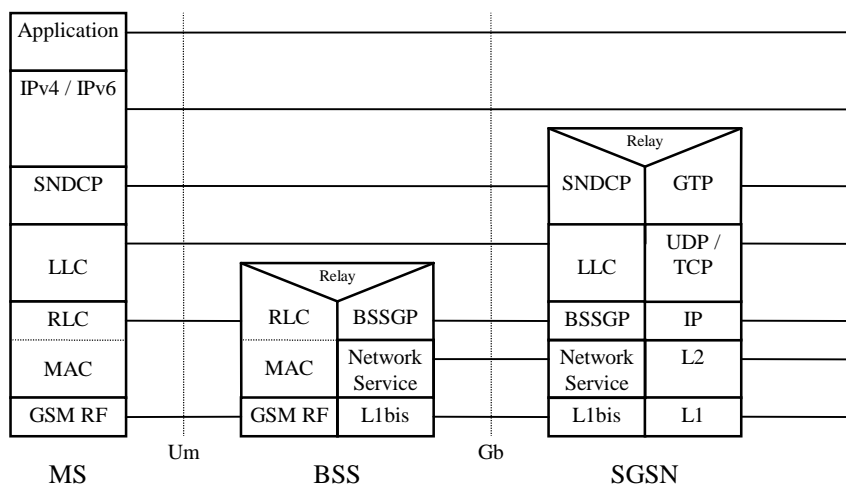 Application
IPv4 / IPv6
SNDCP
LLC
RLC
MAC
GSM RF
MS
Um
Relay
RLC
BSSGP
MAC
Network
Service
GSM RF
L1bis
BSS
Gb
Relay
SNDCP
GTP
LLC
UDP /
TCP
BSSGP
IP
Network
Service
L2
L1bis
L1
SGSN